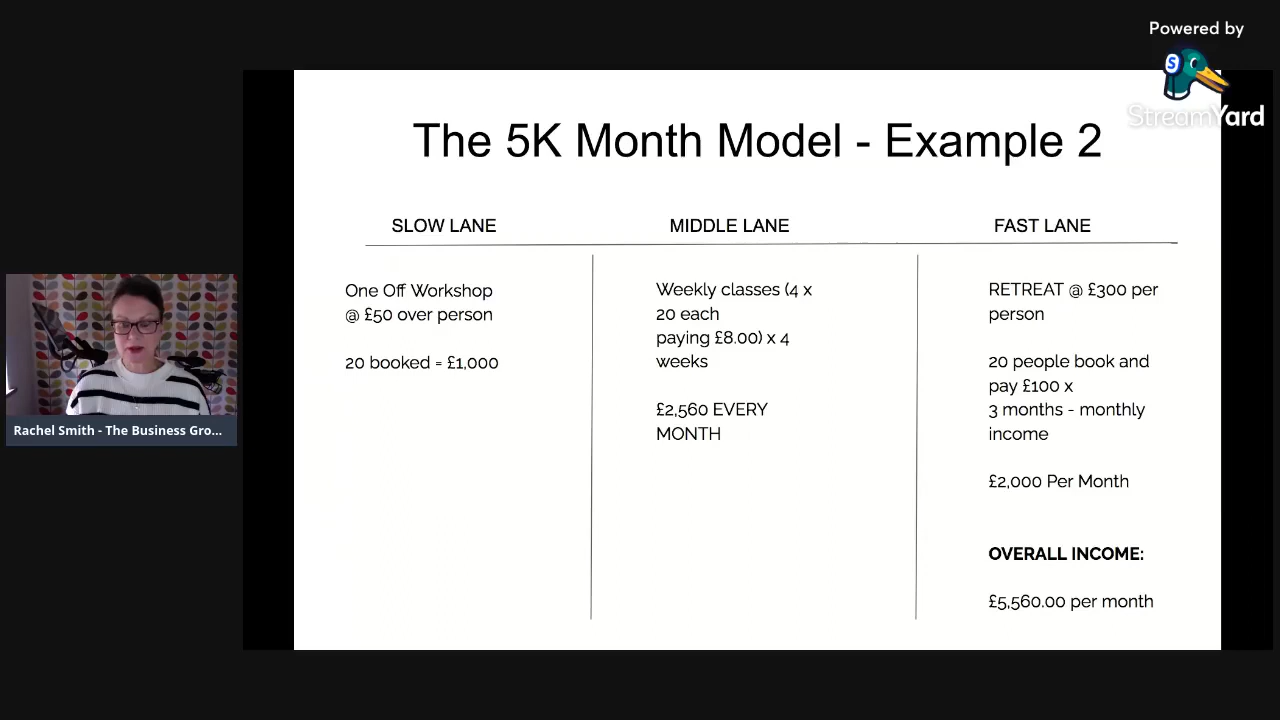 Powered by
StreamYard
The 5K Month Model - Example 2
SLOW LANE
MIDDLE LANE
FAST LANE
One Off Workshop
@ £50 over person
20 booked = £1,000
Weekly classes (4 x
20 each
paying £8.00) x 4
weeks
£2,560 EVERY
MONTH
RETREAT @ £300 per
person
20 people book and
pay £100 x
3 months - monthly
income
£2,000 Per Month
OVERALL INCOME:
£5,560.00 per month
Rachel Smith - The Business Gro...